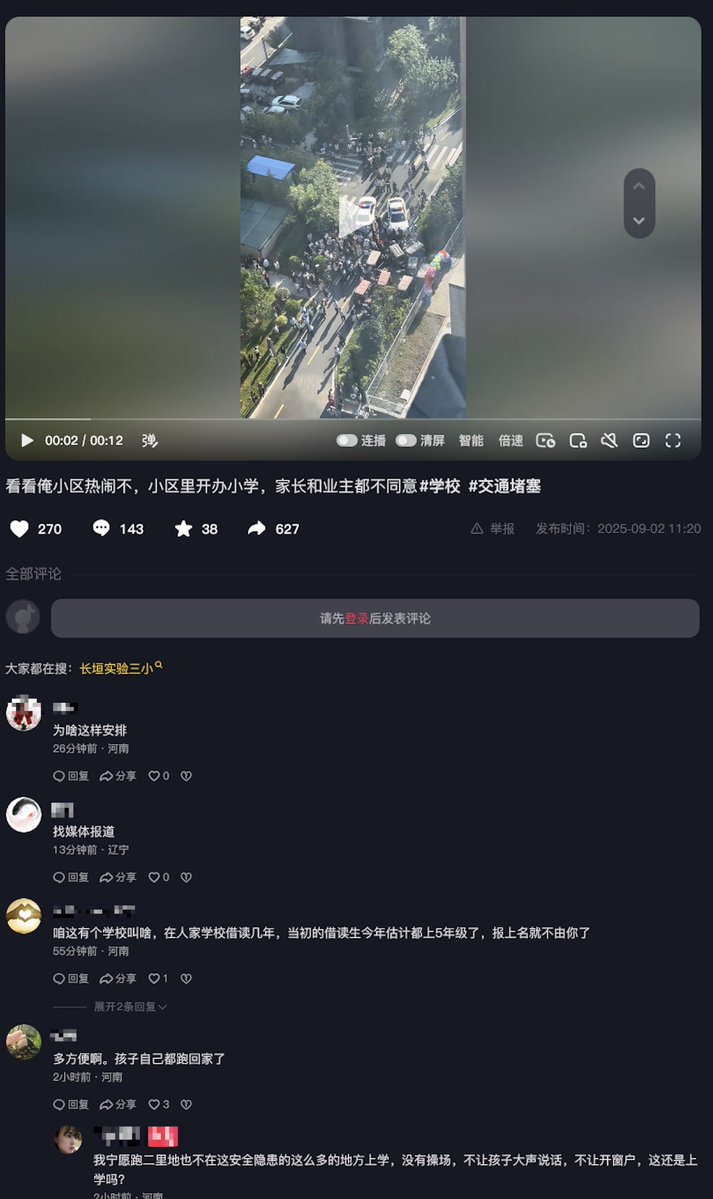 00:02 / 00:12
弹
连播
清屏
智能
倍速
看看俺小区热闹不，小区里开办小学，家长和业主都不同意#学校 #交通堵塞
270
143
38
627
举报
发布时间：2025-09-02 11:20
全部评论
请先登录后发表评论
大家都在搜：长垣实验三小
为啥这样安排
26分钟前 · 河南
回复
分享
0
找媒体报道
13分钟前 · 辽宁
回复
分享
0
咱这有个学校叫啥，在人家学校借读几年，当初的借读生今年估计都上5年级了，报上名就不由你了
55分钟前 · 河南
回复
分享
1
展开2条回复
多方便啊。孩子自己都跑回家了
2小时前 · 河南
回复
分享
3
我宁愿跑二里地也不在这安全隐患的这么多的地方上学，没有操场，不让孩子大声说话，不让开窗户，这还是上
学吗？
2小时前 · 河南